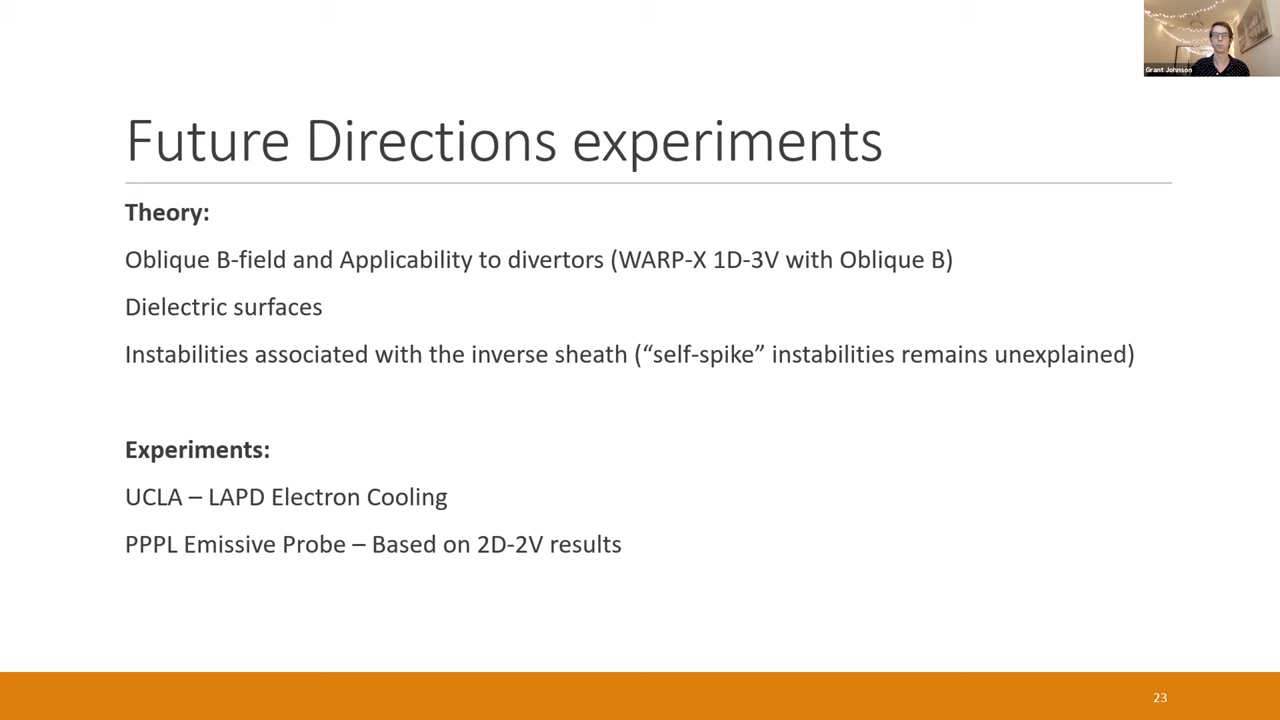 Grant Johnson
Future Directions experiments
Theory:
Oblique B-field and Applicability to divertors (WARP-X 1D-3V with Oblique B)
Dielectric surfaces
Instabilities associated with the inverse sheath (“self-spike” instabilities remains unexplained)
Experiments:
UCLA – LAPD Electron Cooling
PPPL Emissive Probe – Based on 2D-2V results
23